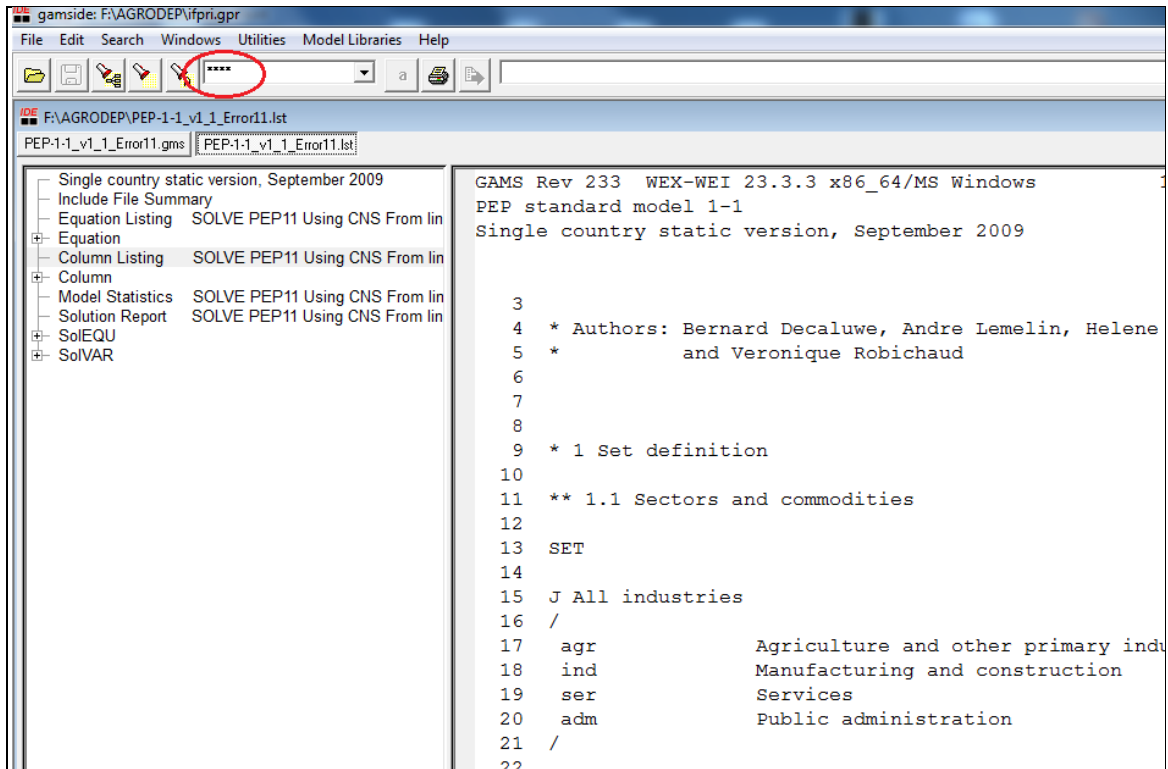 IDE gamside: F:\AGRODEP\ifpri.gpr
File Edit Search Windows Utilities Model Libraries Help
**** a
IDE F:\AGRODEP\PEP-1-1_v1_1_Error11.lst
PEP-1-1_v1_1_Error11.gms PEP-1-1_v1_1_Error11.lst
Single country static version, September 2009
Include File Summary
Equation Listing SOLVE PEP11 Using CNS From lin
Equation
Column Listing SOLVE PEP11 Using CNS From lin
Column
Model Statistics SOLVE PEP11 Using CNS From lin
Solution Report SOLVE PEP11 Using CNS From lin
SolEQU
SolVAR
GAMS Rev 233 WEX-WEI 23.3.3 x86_64/MS Windows 1
PEP standard model 1-1
Single country static version, September 2009
3
4 * Authors: Bernard Decaluwe, Andre Lemelin, Helene
5 * and Veronique Robichaud
6
7
8
9 * 1 Set definition
10
11 ** 1.1 Sectors and commodities
12
13 SET
14
15 J All industries
16 /
17 agr Agriculture and other primary indu
18 ind Manufacturing and construction
19 ser Services
20 adm Public administration
21 /
22